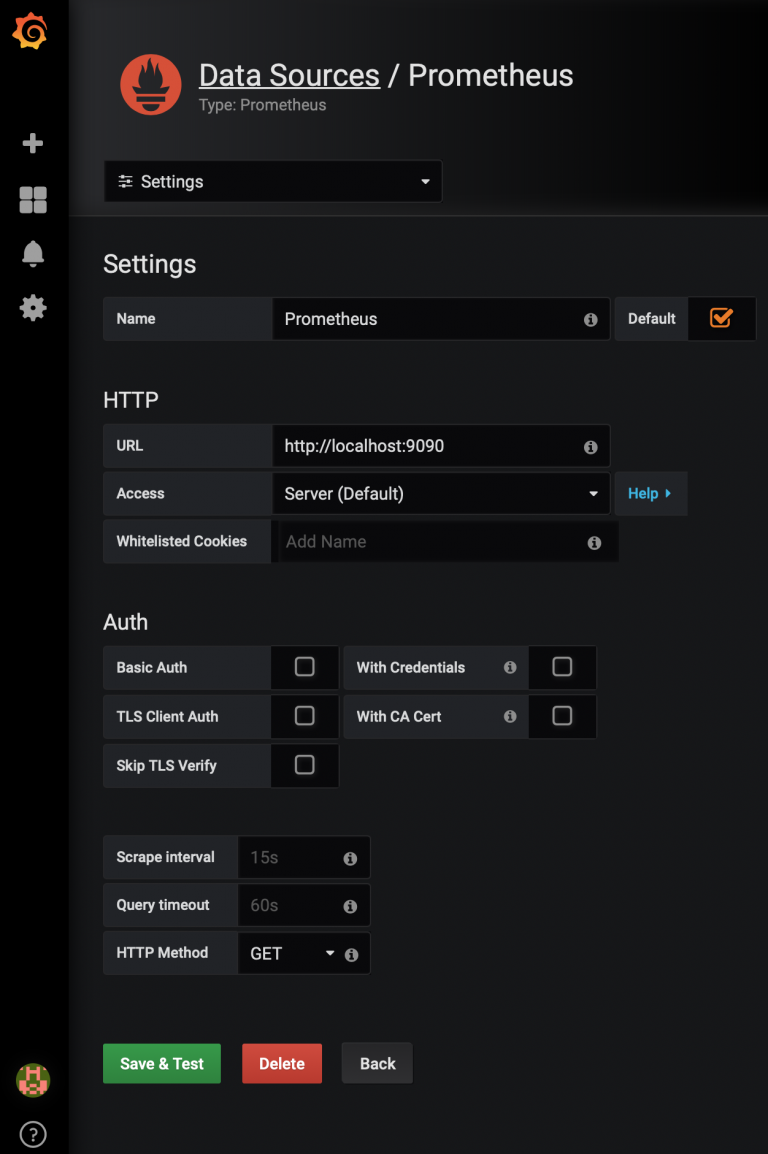 Data Sources / Prometheus
Type: Prometheus
Settings
Settings
Name Prometheus Default
HTTP
URL http://localhost:9090
Access Server (Default) Help
Whitelisted Cookies Add Name
Auth
Basic Auth With Credentials
TLS Client Auth With CA Cert
Skip TLS Verify
Scrape interval 15s
Query timeout 60s
HTTP Method GET
Save & Test Delete Back